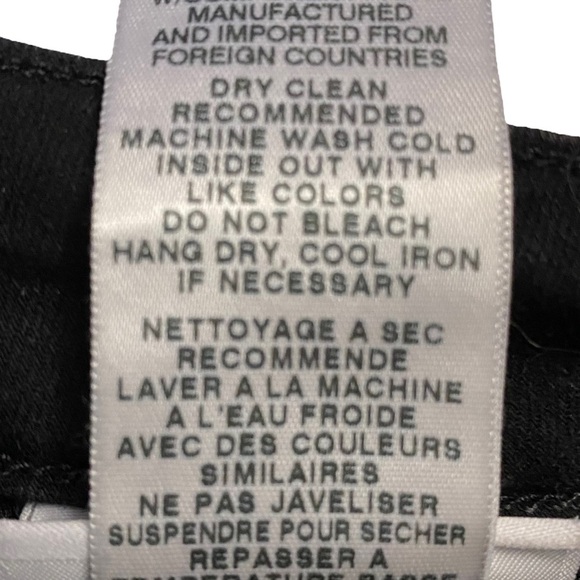 MANUFACTURED
AND IMPORTED FROM
FOREIGN COUNTRIES
DRY CLEAN
RECOMMENDED
MACHINE WASH COLD
INSIDE OUT WITH
LIKE COLORS
DO NOT BLEACH
HANG DRY, COOL IRON
IF NECESSARY
NETTOYAGE A SEC
RECOMMENDE
LAVER A LA MACHINE
A L'EAU FROIDE
AVEC DES COULEURS
SIMILAIRES
NE PAS JAVELISER
SUSPENDRE POUR SECHER
REPASSER A